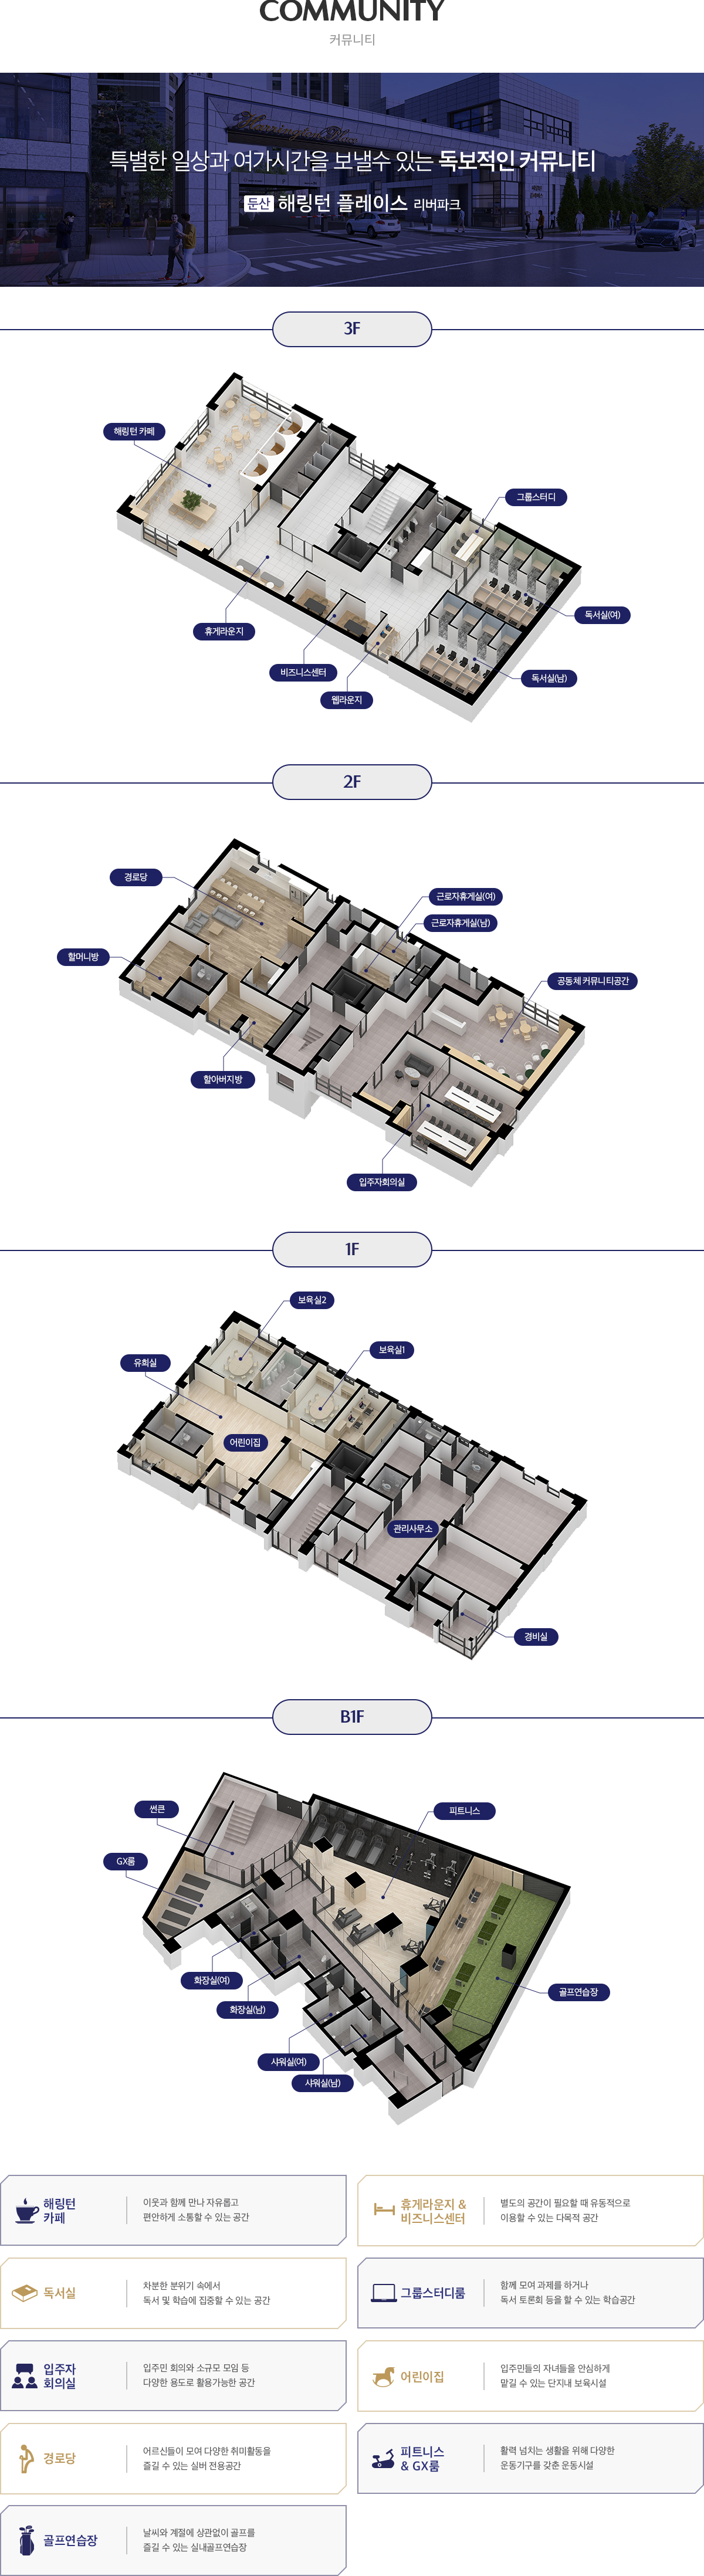 COMMUNITY
커뮤니티
특별한 일상과 여가시간을 보낼수 있는 독보적인 커뮤니티
둔산 해링턴 플레이스 리버파크
3F
해링턴 카페
그룹스터디
독서실(여)
휴게라운지
비즈니스센터
독서실(남)
웹라운지
2F
경로당
근로자휴게실(여)
근로자휴게실(남)
할머니방
공동체 커뮤니티공간
할아버지방
입주자회의실
1F
보육실2
보육실1
유희실
어린이집
관리사무소
경비실
B1F
썬큰
피트니스
GX룸
화장실(여)
골프연습장
화장실(남)
샤워실(여)
샤워실(남)
해링턴
카페
이웃과 함께 만나 자유롭고
편안하게 소통할 수 있는 공간
휴게라운지 &
비즈니스센터
별도의 공간이 필요할 때 유동적으로
이용할 수 있는 다목적 공간
독서실
차분한 분위기 속에서
독서 및 학습에 집중할 수 있는 공간
그룹스터디룸
함께 모여 과제를 하거나
독서 토론회 등을 할 수 있는 학습공간
입주자
회의실
입주민 회의와 소규모 모임 등
다양한 용도로 활용가능한 공간
어린이집
입주민들의 자녀들을 안심하게
맡길 수 있는 단지내 보육시설
경로당
어르신들이 모여 다양한 취미활동을
즐길 수 있는 실버 전용공간
피트니스
& GX룸
활력 넘치는 생활을 위해 다양한
운동기구를 갖춘 운동시설
골프연습장
날씨와 계절에 상관없이 골프를
즐길 수 있는 실내골프연습장